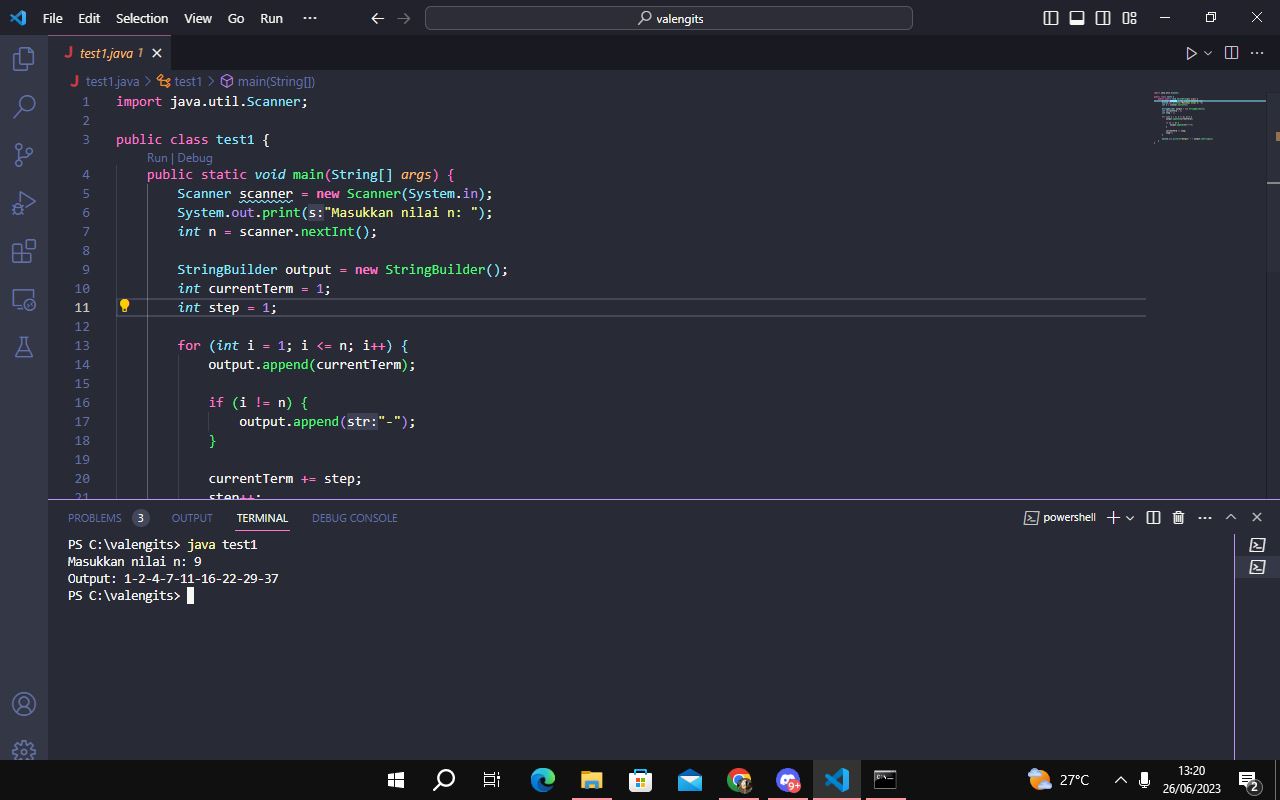 File Edit Selection View Go Run ··· valengits
J test1.java 1 ×
J test1.java > test1 > main(String[])
1 import java.util.Scanner;
2
3 public class test1 {
Run | Debug
4 public static void main(String[] args) {
5 Scanner scanner = new Scanner(System.in);
6 System.out.print(s:"Masukkan nilai n: ");
7 int n = scanner.nextInt();
8
9 StringBuilder output = new StringBuilder();
10 int currentTerm = 1;
11 int step = 1;
12
13 for (int i = 1; i <= n; i++) {
14 output.append(currentTerm);
15
16 if (i != n) {
17 output.append(str:"-");
18 }
19
20 currentTerm += step;
21 step++;
PROBLEMS 3 OUTPUT TERMINAL DEBUG CONSOLE powershell
PS C:\valengits> java test1
Masukkan nilai n: 9
Output: 1-2-4-7-11-16-22-29-37
PS C:\valengits>
9+
27°C
13:20
26/06/2023
2